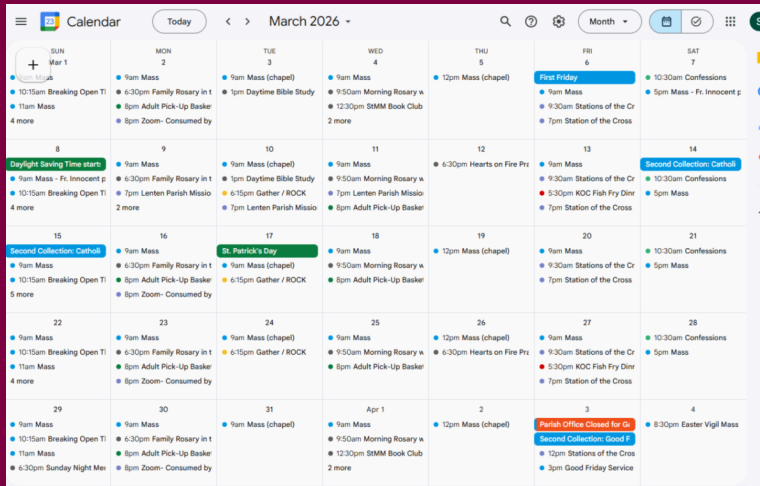 Calendar
Today
March 2026
Month
SUN
MON
TUE
WED
THU
FRI
SAT
Mar 1
9am Mass
10:15am Breaking Open Tl
11am Mass
4 more
2
9am Mass
6:30pm Family Rosary in t
8pm Adult Pick-Up Basket
8pm Zoom- Consumed by
3
9am Mass (chapel)
1pm Daytime Bible Study
4
9am Mass
9:50am Morning Rosary w
12:30pm StMM Book Club
2 more
5
12pm Mass (chapel)
6
First Friday
9am Mass
9:30am Stations of the Cr
7pm Station of the Cross
7
10:30am Confessions
5pm Mass - Fr. Innocent p
8
Daylight Saving Time starts
9am Mass - Fr. Innocent p
10:15am Breaking Open Tl
4 more
9
9am Mass
6:30pm Family Rosary in t
7pm Lenten Parish Missio
2 more
10
9am Mass (chapel)
1pm Daytime Bible Study
6:15pm Gather / ROCK
7pm Lenten Parish Missio
11
9am Mass
9:50am Morning Rosary w
7pm Lenten Parish Missio
8pm Adult Pick-Up Basket
12
6:30pm Hearts on Fire Pra
13
9am Mass
9:30am Stations of the Cr
5:30pm KOC Fish Fry Dinr
7pm Station of the Cross
14
Second Collection: Catholi
10:30am Confessions
5pm Mass
15
Second Collection: Catholi
9am Mass
10:15am Breaking Open Tl
5 more
16
9am Mass
6:30pm Family Rosary in t
8pm Adult Pick-Up Basket
8pm Zoom- Consumed by
17
St. Patrick's Day
9am Mass (chapel)
6:15pm Gather / ROCK
18
9am Mass
9:50am Morning Rosary w
8pm Adult Pick-Up Basket
19
12pm Mass (chapel)
20
9am Mass
9:30am Stations of the Cr
7pm Station of the Cross
21
10:30am Confessions
5pm Mass
22
9am Mass
10:15am Breaking Open Tl
11am Mass
4 more
23
9am Mass
6:30pm Family Rosary in t
8pm Adult Pick-Up Basket
8pm Zoom- Consumed by
24
9am Mass (chapel)
6:15pm Gather / ROCK
25
9am Mass
9:50am Morning Rosary w
8pm Adult Pick-Up Basket
26
12pm Mass (chapel)
6:30pm Hearts on Fire Pra
27
9am Mass
9:30am Stations of the Cr
5:30pm KOC Fish Fry Dinr
7pm Station of the Cross
28
10:30am Confessions
5pm Mass
29
9am Mass
10:15am Breaking Open Tl
11am Mass
6:30pm Sunday Night Mer
30
9am Mass
6:30pm Family Rosary in t
8pm Adult Pick-Up Basket
8pm Zoom- Consumed by
31
9am Mass (chapel)
Apr 1
9am Mass
9:50am Morning Rosary w
12:30pm StMM Book Club
2 more
2
12pm Mass (chapel)
3
Parish Office Closed for Go
Second Collection: Good F
12pm Stations of the Cros
3pm Good Friday Service
4
8:30pm Easter Vigil Mass